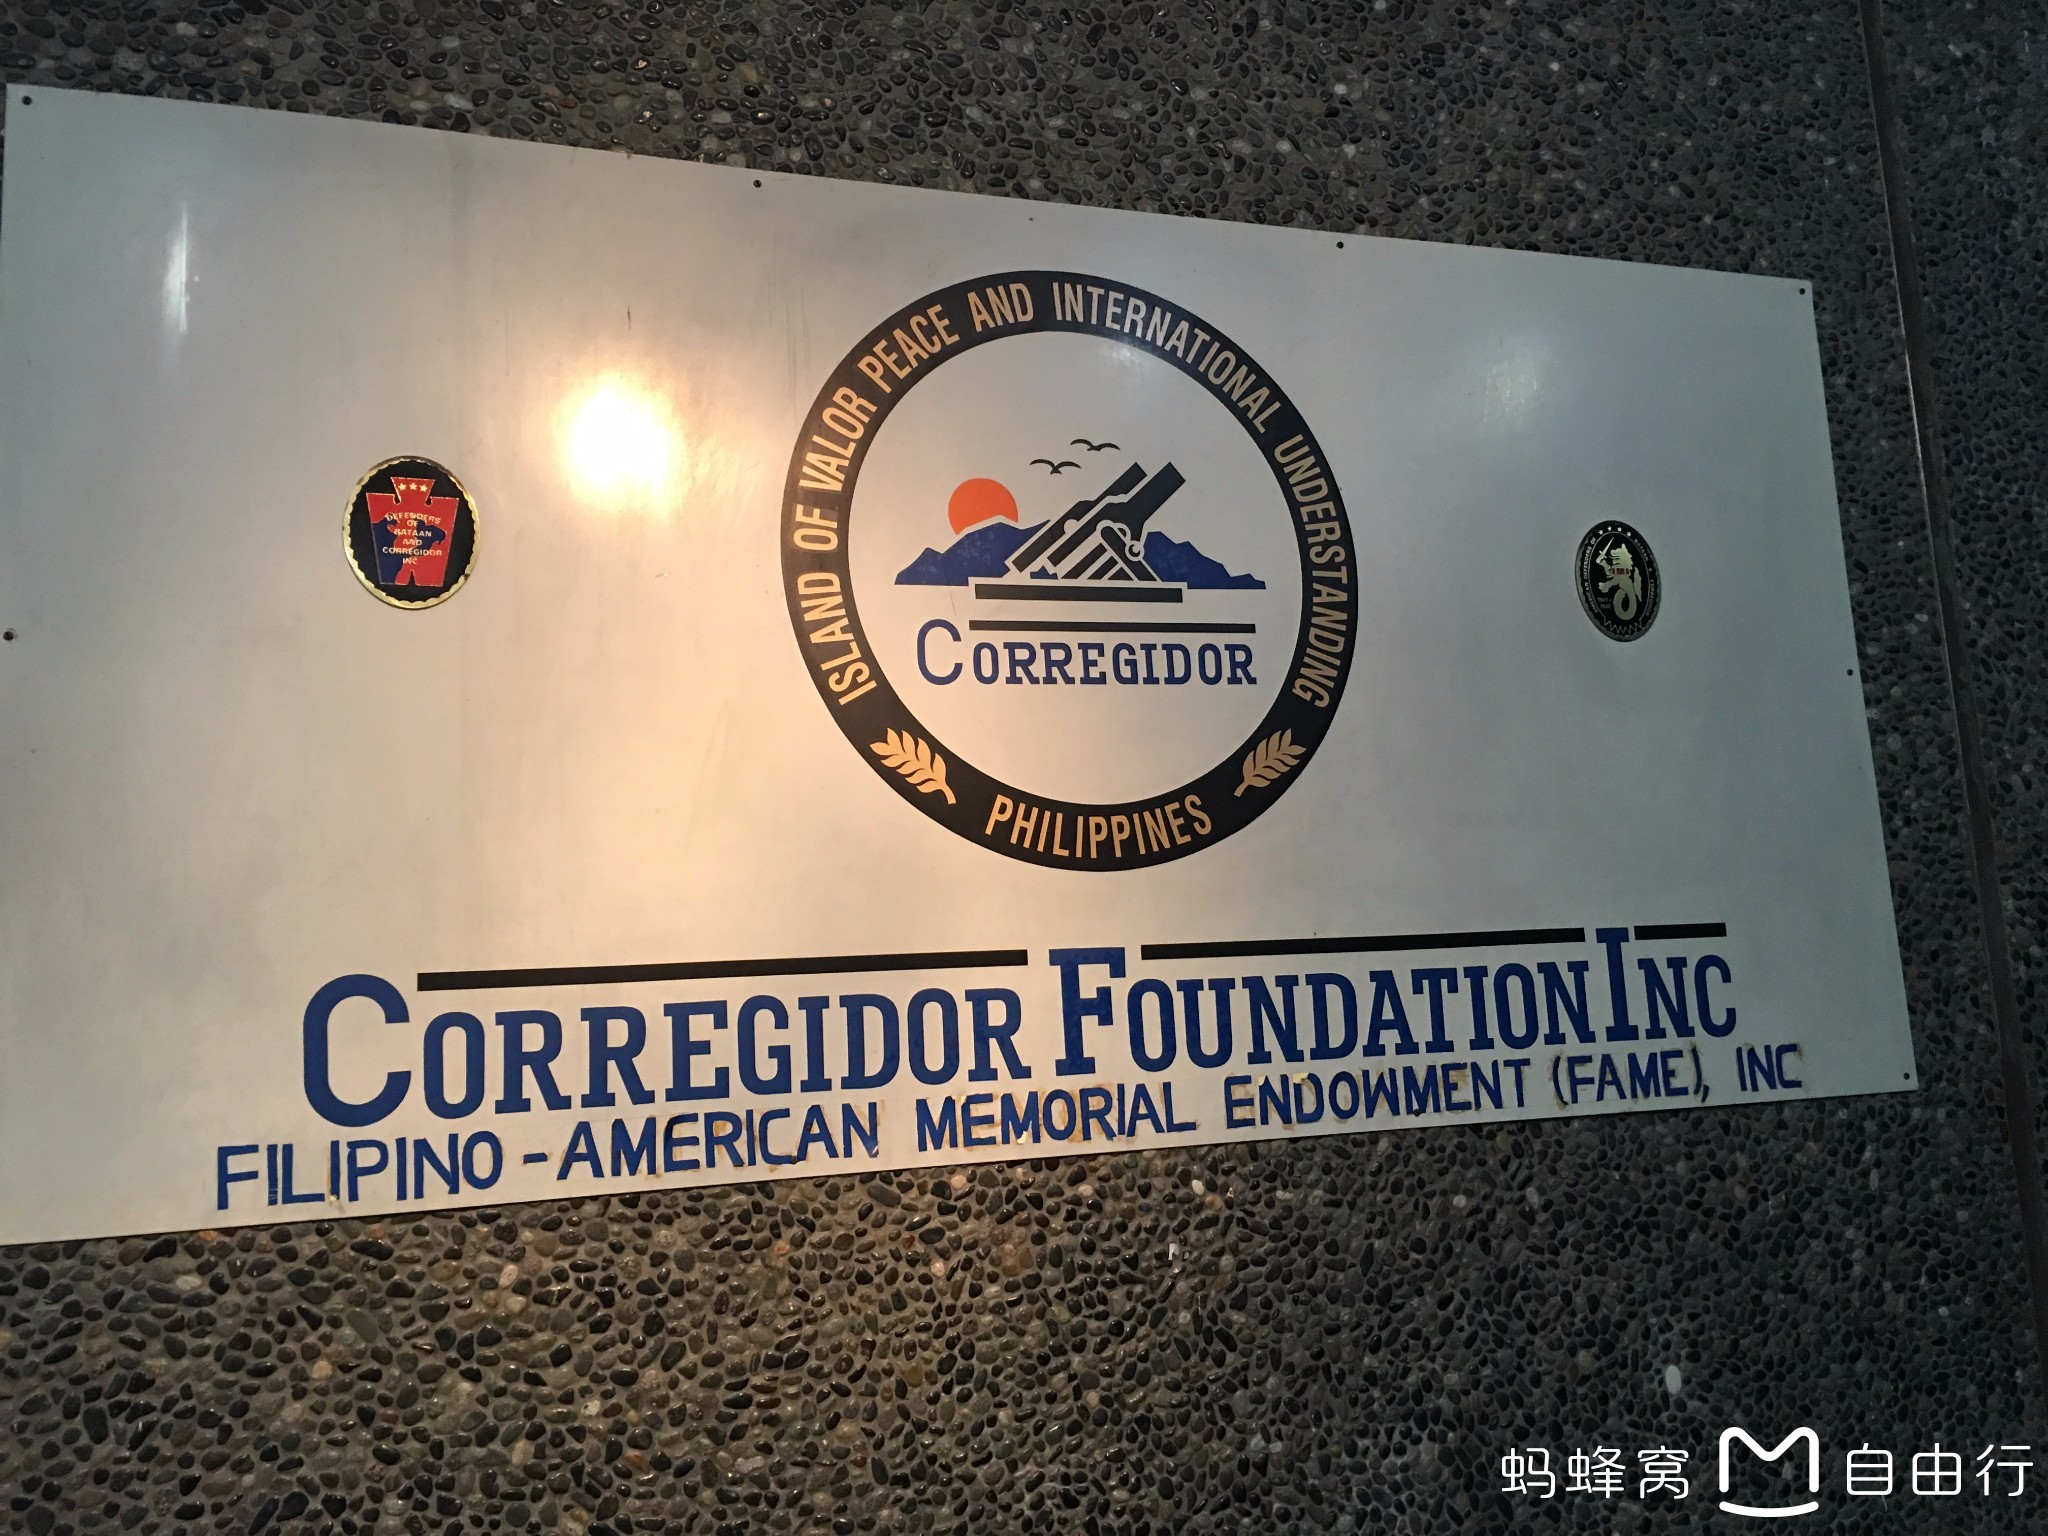 ISLAND OF VALOR PEACE AND INTERNATIONAL UNDERSTANDING
CORREGIDOR
PHILIPPINES
DEFENDERS
OF
BATAAN
AND
CORREGIDOR
INC
CORREGIDOR FOUNDATION INC
FILIPINO-AMERICAN MEMORIAL ENDOWMENT (FAME), INC
蚂蜂窝 自由行